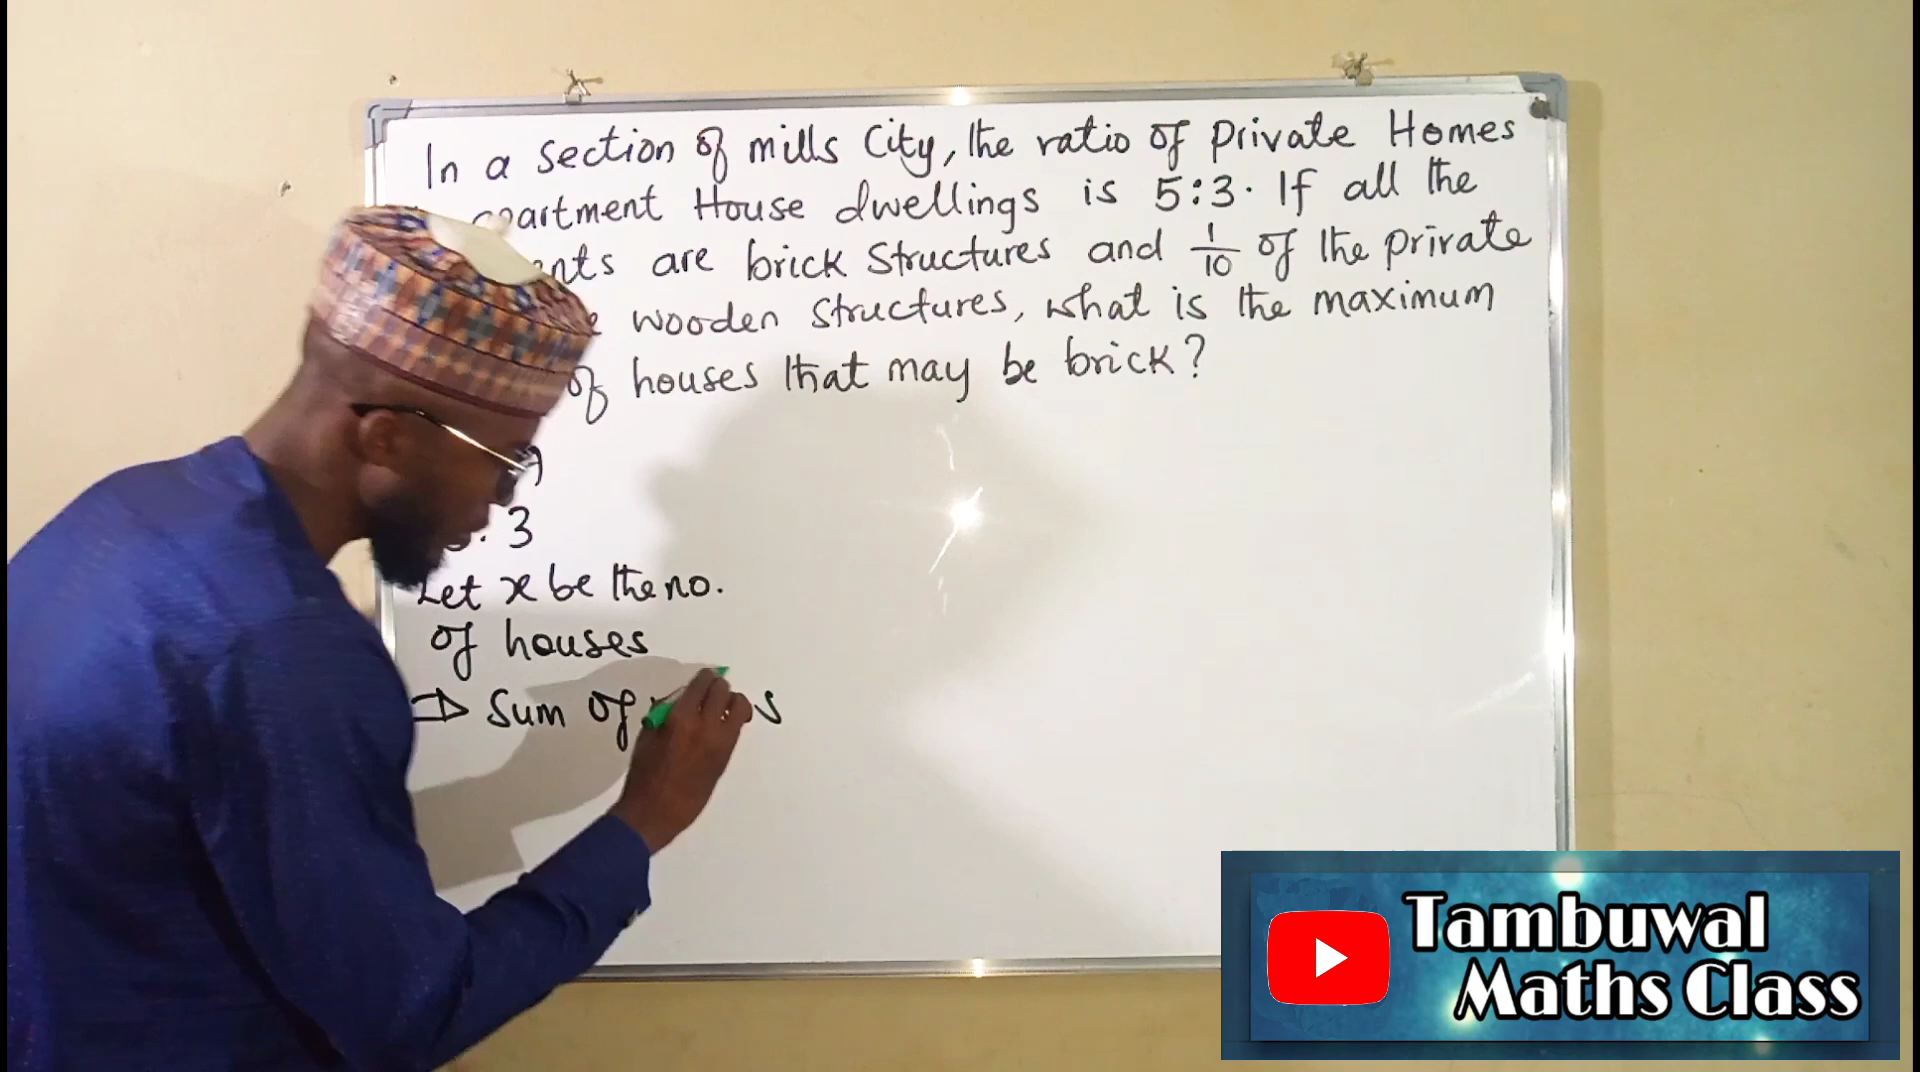 In a section of mills City, the ratio of private Homes
House dwellings is 5:3. If all the
are brick structures and 1/10 of the private
wooden structures, what is the maximum
of houses that may be brick?
3
Let x be the no.
of houses
⇒ Sum of
Tambuwal
Maths Class